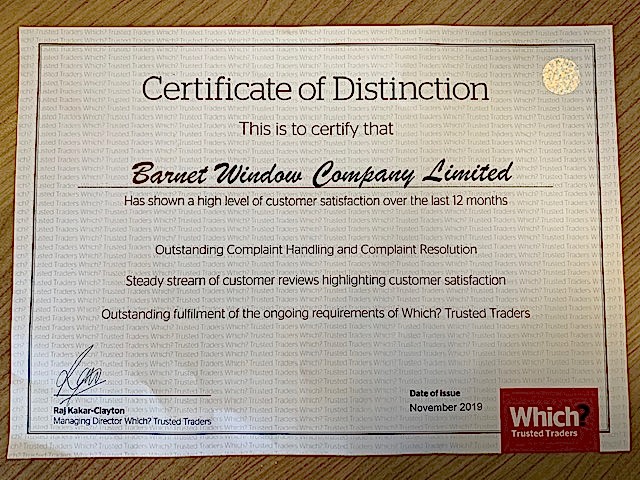 Certificate of Distinction
This is to certify that
Barnet Window Company Limited
Has shown a high level of customer satisfaction over the last 12 months
Outstanding Complaint Handling and Complaint Resolution
Steady stream of customer reviews highlighting customer satisfaction
Outstanding fulfilment of the ongoing requirements of Which? Trusted Traders
Raj Kakar-Clayton
Managing Director Which? Trusted Traders
Date of Issue
November 2019
Which?
Trusted Traders